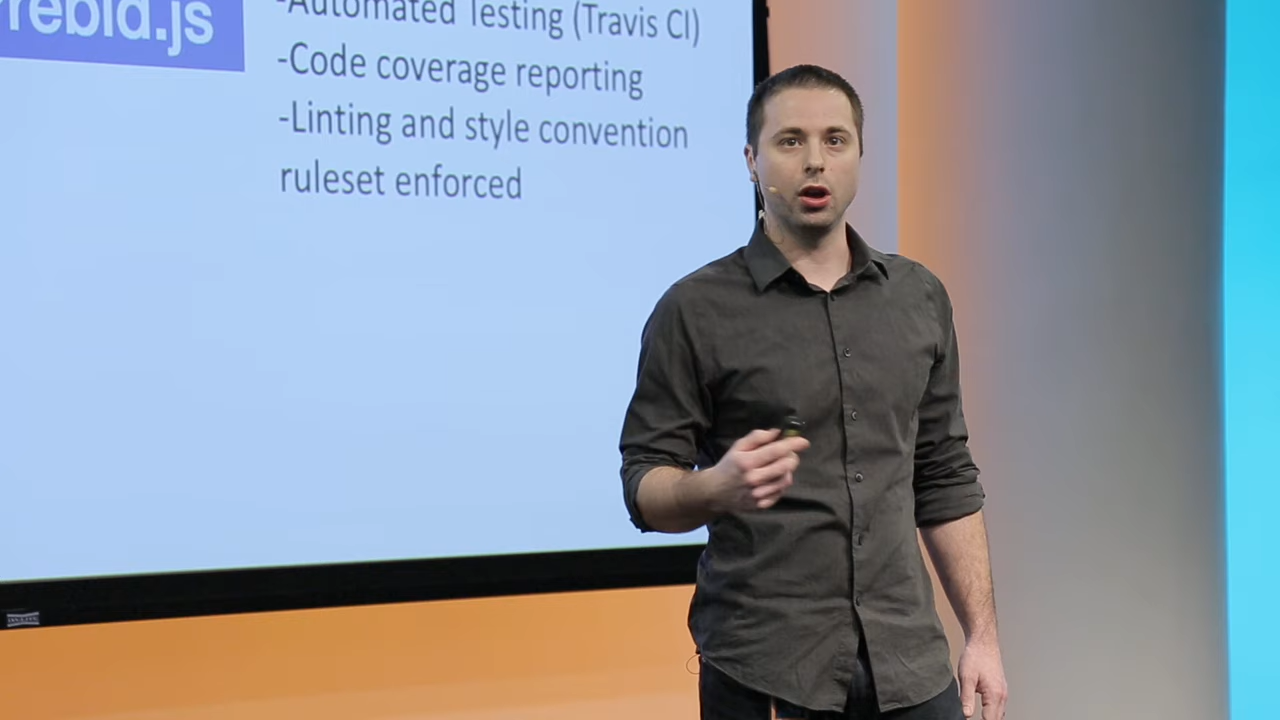 rebid.js
-Automated Testing (Travis CI)
-Code coverage reporting
-Linting and style convention
ruleset enforced